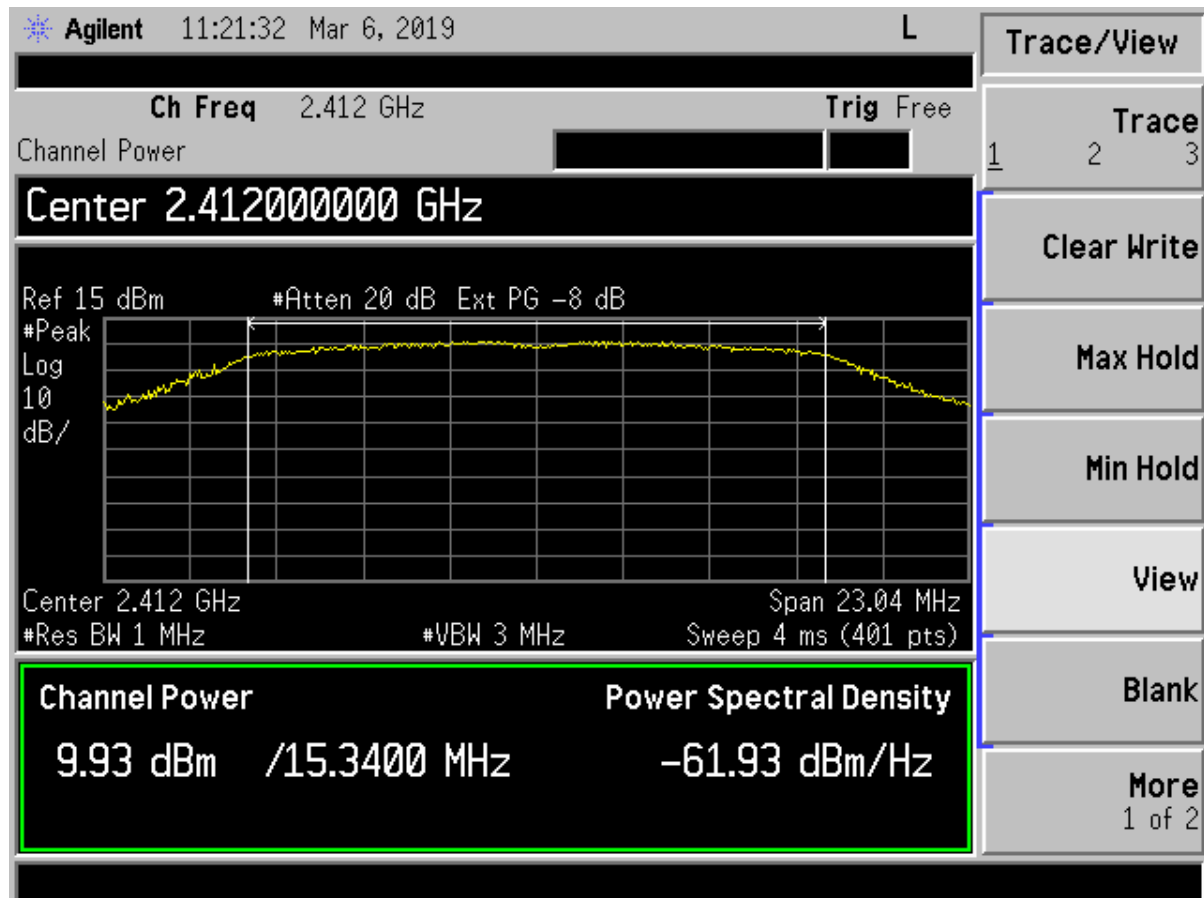 Agilent 11:21:32 Mar 6, 2019 L
Trace/View
Ch Freq 2.412 GHz Trig Free
Channel Power
Trace
1 2 3
Center 2.412000000 GHz
Clear Write
Ref 15 dBm #Atten 20 dB Ext PG -8 dB
#Peak
Log
10
dB/
Max Hold
Min Hold
View
Center 2.412 GHz Span 23.04 MHz
#Res BW 1 MHz #VBW 3 MHz Sweep 4 ms (401 pts)
Channel Power Power Spectral Density
9.93 dBm /15.3400 MHz -61.93 dBm/Hz
Blank
More
1 of 2